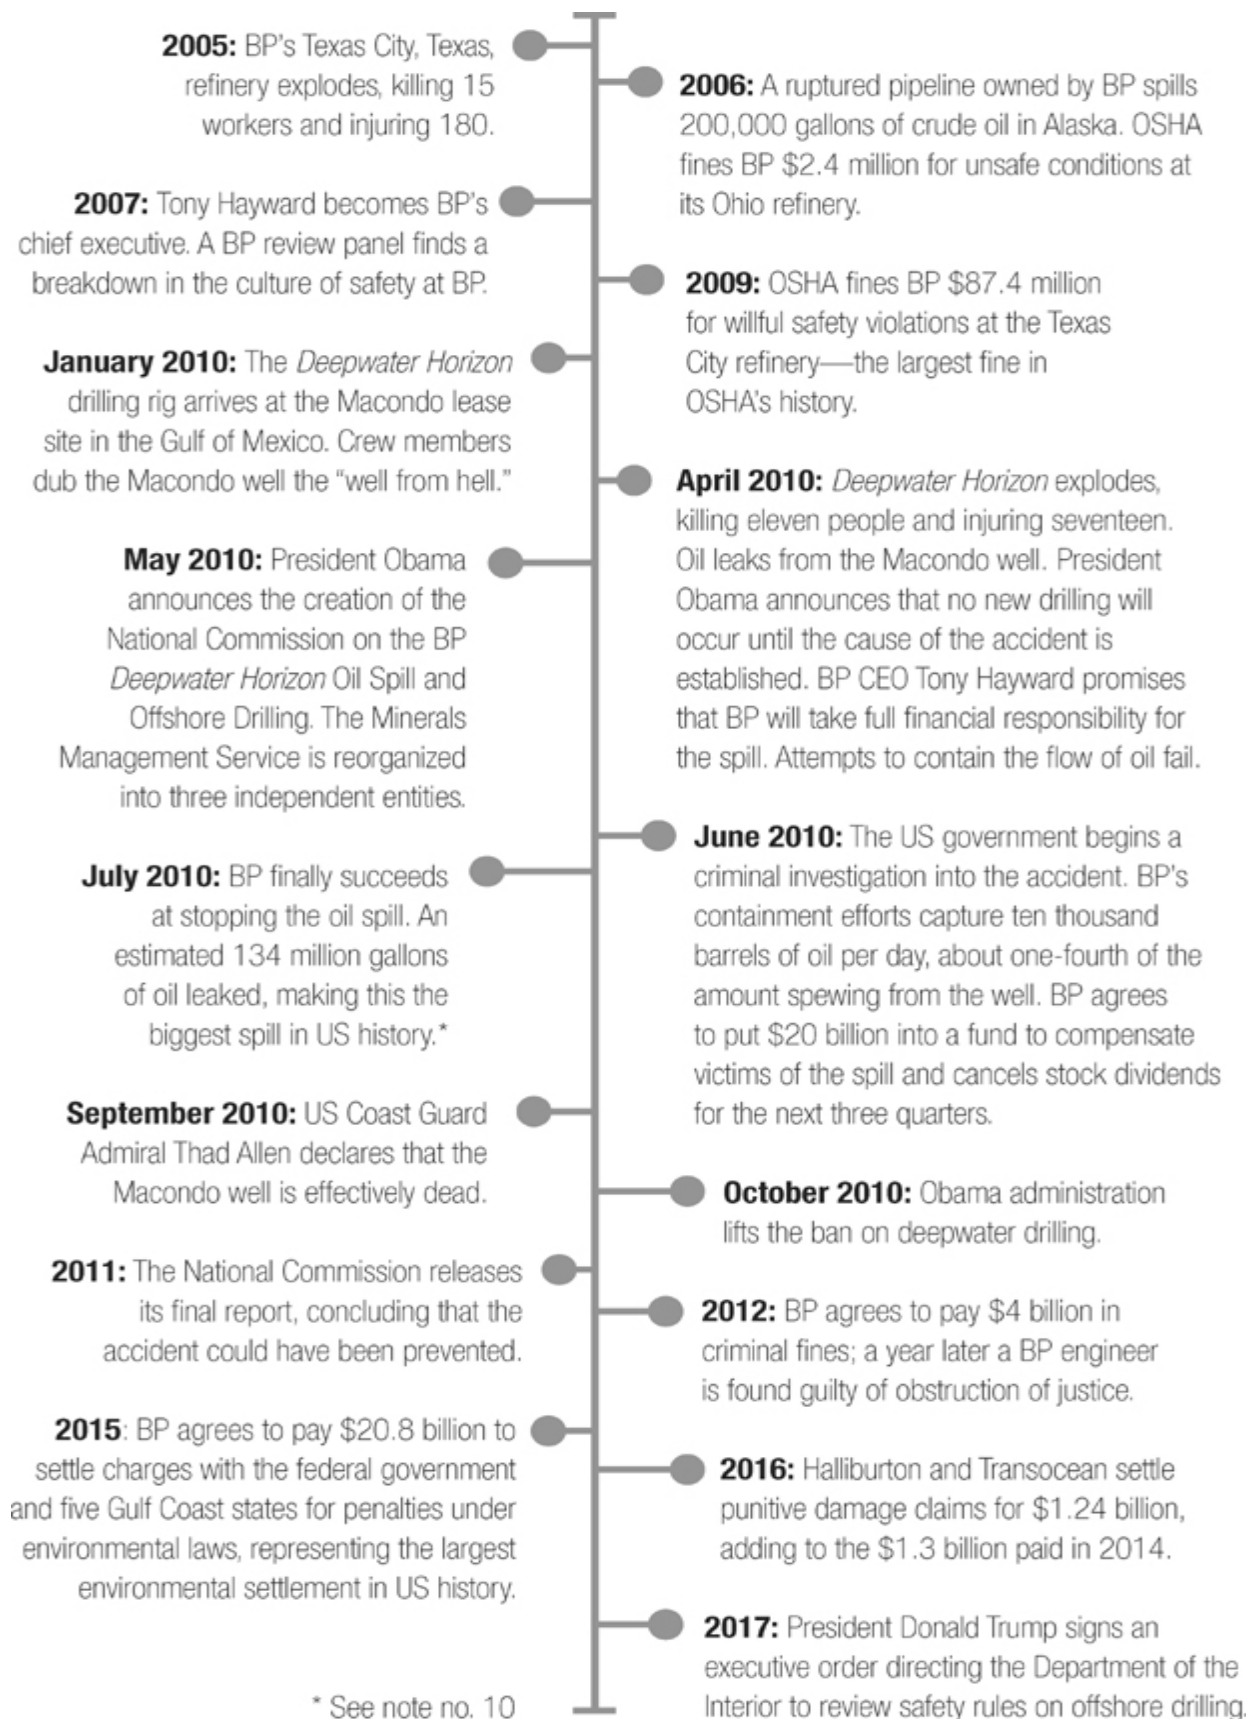 2005: BP's Texas City, Texas,
refinery explodes, killing 15
workers and injuring 180.
2006: A ruptured pipeline owned by BP spills
200,000 gallons of crude oil in Alaska. OSHA
fines BP $2.4 million for unsafe conditions at
its Ohio refinery.
2007: Tony Hayward becomes BP's
chief executive. A BP review panel finds a
breakdown in the culture of safety at BP.
2009: OSHA fines BP $87.4 million
for willful safety violations at the Texas
City refinery—the largest fine in
OSHA's history.
January 2010: The Deepwater Horizon
drilling rig arrives at the Macondo lease
site in the Gulf of Mexico. Crew members
dub the Macondo well the “well from hell.”
April 2010: Deepwater Horizon explodes,
killing eleven people and injuring seventeen.
Oil leaks from the Macondo well. President
Obama announces that no new drilling will
occur until the cause of the accident is
established. BP CEO Tony Hayward promises
that BP will take full financial responsibility for
the spill. Attempts to contain the flow of oil fail.
May 2010: President Obama
announces the creation of the
National Commission on the BP
Deepwater Horizon Oil Spill and
Offshore Drilling. The Minerals
Management Service is reorganized
into three independent entities.
June 2010: The US government begins a
criminal investigation into the accident. BP's
containment efforts capture ten thousand
barrels of oil per day, about one-fourth of the
amount spewing from the well. BP agrees
to put $20 billion into a fund to compensate
victims of the spill and cancels stock dividends
for the next three quarters.
July 2010: BP finally succeeds
at stopping the oil spill. An
estimated 134 million gallons
of oil leaked, making this the
biggest spill in US history.*
September 2010: US Coast Guard
Admiral Thad Allen declares that the
Macondo well is effectively dead.
October 2010: Obama administration
lifts the ban on deepwater drilling.
2011: The National Commission releases
its final report, concluding that the
accident could have been prevented.
2012: BP agrees to pay $4 billion in
criminal fines; a year later a BP engineer
is found guilty of obstruction of justice.
2015: BP agrees to pay $20.8 billion to
settle charges with the federal government
and five Gulf Coast states for penalties under
environmental laws, representing the largest
environmental settlement in US history.
2016: Halliburton and Transocean settle
punitive damage claims for $1.24 billion,
adding to the $1.3 billion paid in 2014.
2017: President Donald Trump signs an
executive order directing the Department of the
Interior to review safety rules on offshore drilling.
* See note no. 10